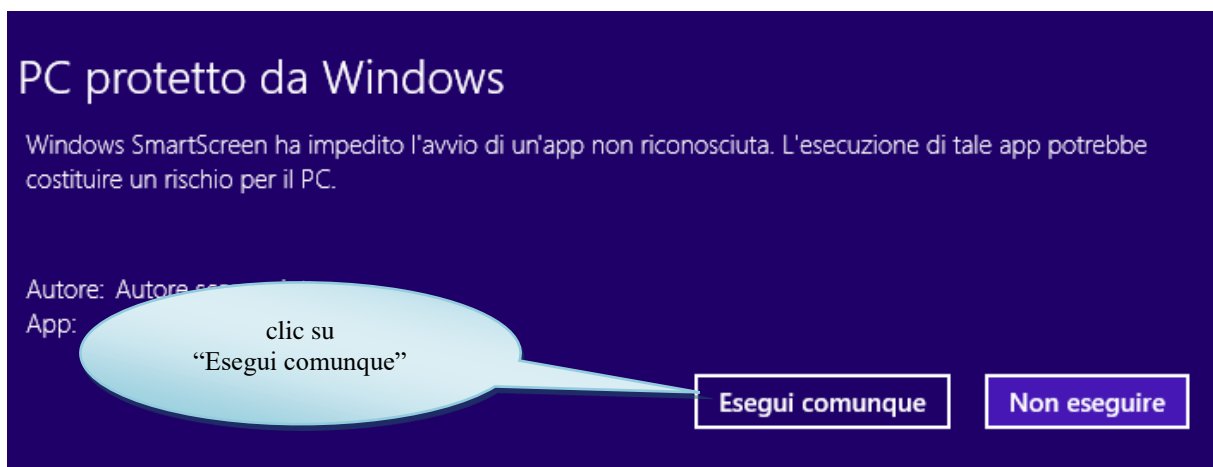 PC protetto da Windows
Windows SmartScreen ha impedito l'avvio di un'app non riconosciuta. L'esecuzione di tale app potrebbe
costituire un rischio per il PC.
Autore: Autore
App:
clic su
“Esegui comunque”
Esegui comunque
Non eseguire